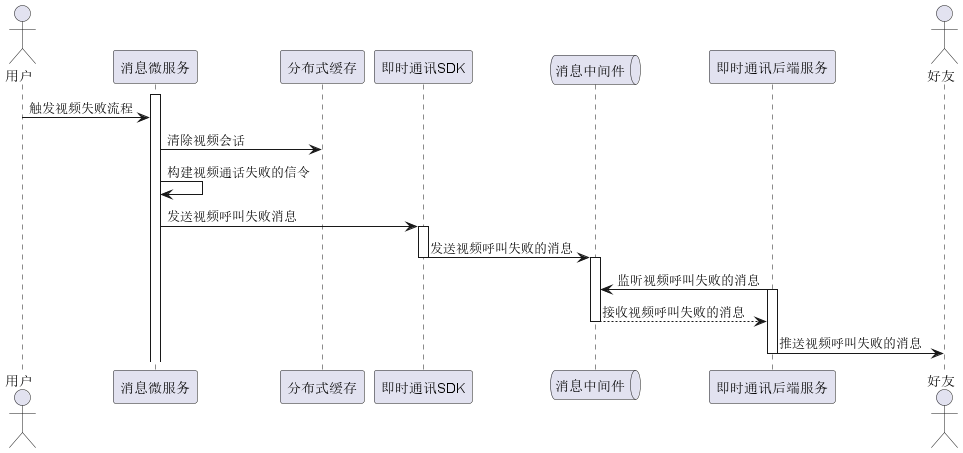 用户
消息微服务
分布式缓存
即时通讯SDK
消息中间件
即时通讯后端服务
好友
触发视频失败流程
清除视频会话
构建视频通话失败的信令
发送视频呼叫失败消息
发送视频呼叫失败的消息
监听视频呼叫失败的消息
接收视频呼叫失败的消息
推送视频呼叫失败的消息
用户
消息微服务
分布式缓存
即时通讯SDK
消息中间件
即时通讯后端服务
好友